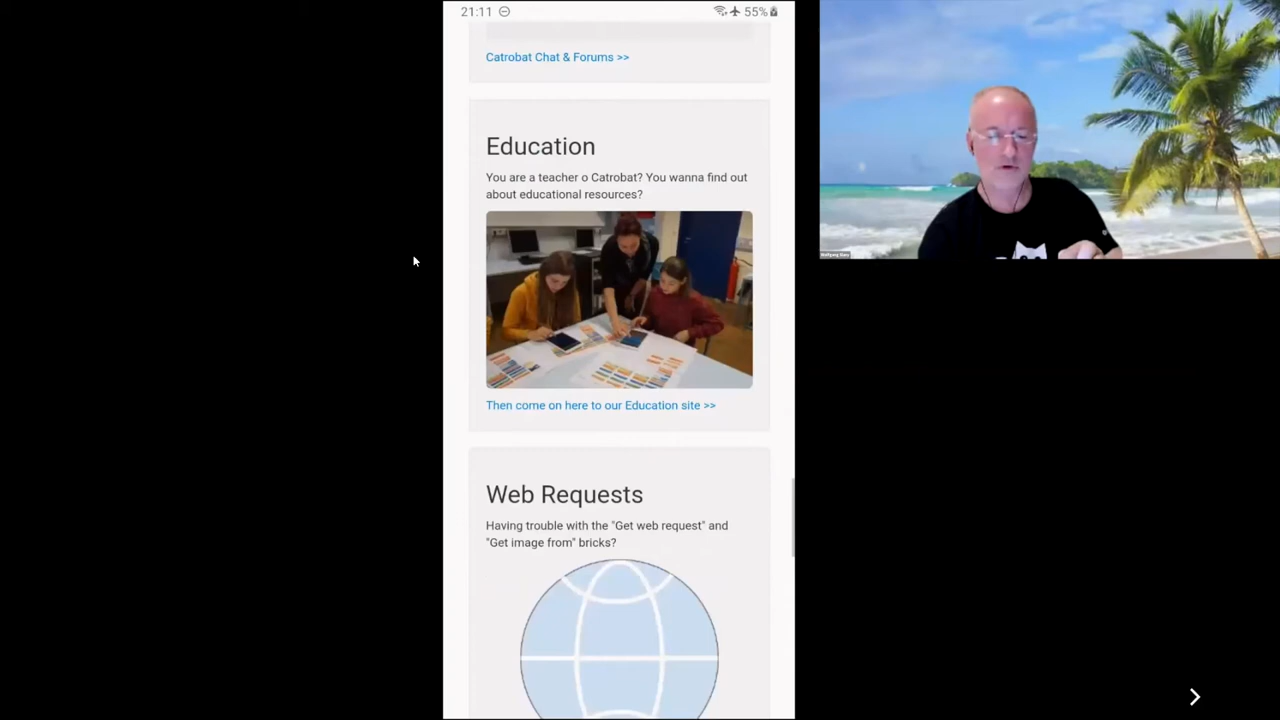 21:11
55%
Catrobat Chat & Forums >>
Education
You are a teacher o Catrobat? You wanna find out
about educational resources?
Then come on here to our Education site >>
Web Requests
Having trouble with the "Get web request" and
"Get image from" bricks?